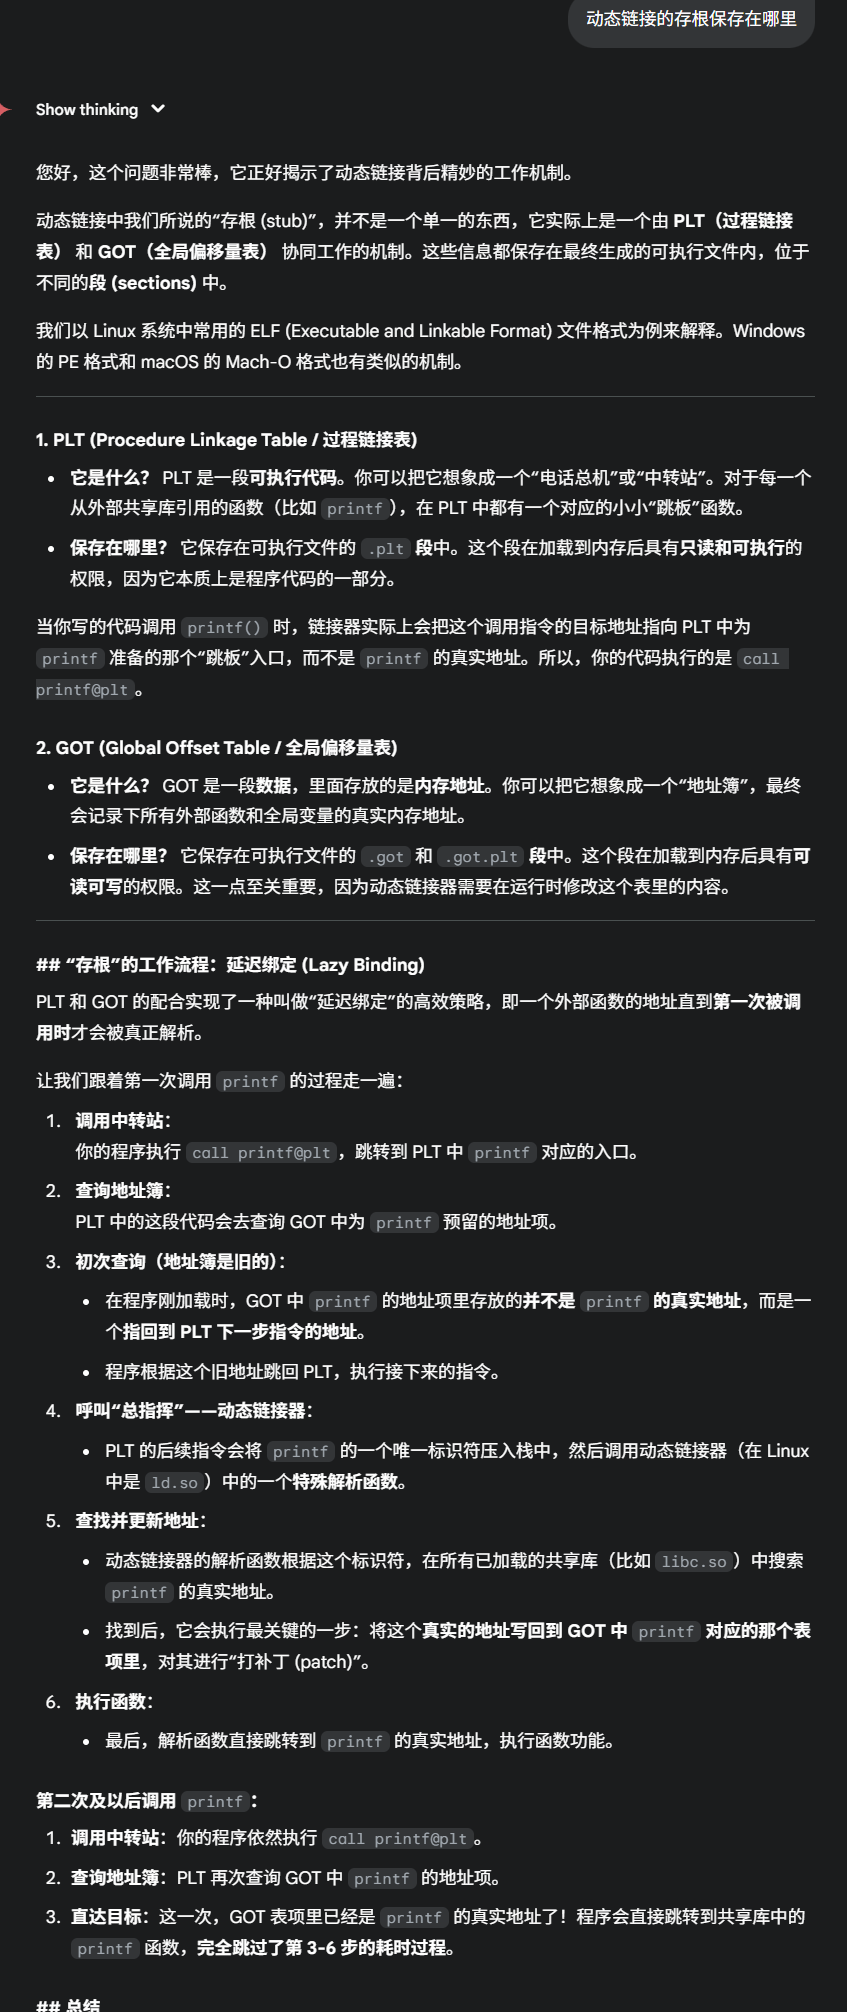 动态链接的存根保存在哪里
Show thinking
您好，这个问题非常棒，它正好揭示了动态链接背后精妙的工作机制。
动态链接中我们所说的“存根 (stub)”，并不是一个单一的东西，它实际上是一个由 PLT（过程链接
表） 和 GOT（全局偏移量表） 协同工作的机制。这些信息都保存在最终生成的可执行文件内，位于
不同的段 (sections) 中。
我们以 Linux 系统中常用的 ELF (Executable and Linkable Format) 文件格式为例来解释。Windows
的 PE 格式和 macOS 的 Mach-O 格式也有类似的机制。
1. PLT (Procedure Linkage Table / 过程链接表)
• 它是什么？ PLT 是一段可执行代码。你可以把它想象成一个“电话总机”或“中转站”。对于每一个
从外部共享库引用的函数（比如 printf），在 PLT 中都有一个对应的小小“跳板”函数。
• 保存在哪里？ 它保存在可执行文件的 .plt 段中。这个段在加载到内存后具有只读和可执行的
权限，因为它本质上是程序代码的一部分。
当你写的代码调用 printf() 时，链接器实际上会把这个调用指令的目标地址指向 PLT 中为
printf 准备的那个“跳板”入口，而不是 printf 的真实地址。所以，你的代码执行的是 call
printf@plt。
2. GOT (Global Offset Table / 全局偏移量表)
• 它是什么？ GOT 是一段数据，里面存放的是内存地址。你可以把它想象成一个“地址簿”，最终
会记录下所有外部函数和全局变量的真实内存地址。
• 保存在哪里？ 它保存在可执行文件的 .got 和 .got.plt 段中。这个段在加载到内存后具有可
读可写的权限。这一点至关重要，因为动态链接器需要在运行时修改这个表里的内容。
## “存根”的工作流程：延迟绑定 (Lazy Binding)
PLT 和 GOT 的配合实现了一种叫做“延迟绑定”的高效策略，即一个外部函数的地址直到第一次被调
用时才会被真正解析。
让我们跟着第一次调用 printf 的过程走一遍：
1. 调用中转站：
你的程序执行 call printf@plt，跳转到 PLT 中 printf 对应的入口。
2. 查询地址簿：
PLT 中的这段代码会去查询 GOT 中为 printf 预留的地址项。
3. 初次查询（地址簿是旧的）：
• 在程序刚加载时，GOT 中 printf 的地址项里存放的并不是 printf 的真实地址，而是一
个指回到 PLT 下一步指令的地址。
• 程序根据这个旧地址跳回 PLT，执行接下来的指令。
4. 呼叫“总指挥”——动态链接器：
• PLT 的后续指令会将 printf 的一个唯一标识符压入栈中，然后调用动态链接器（在 Linux
中是 ld.so）中的一个特殊解析函数。
5. 查找并更新地址：
• 动态链接器的解析函数根据这个标识符，在所有已加载的共享库（比如 libc.so）中搜索
printf 的真实地址。
• 找到后，它会执行最关键的一步：将这个真实的地址写回到 GOT 中 printf 对应的那个表
项里，对其进行“打补丁 (patch)”。
6. 执行函数：
• 最后，解析函数直接跳转到 printf 的真实地址，执行函数功能。
第二次及以后调用 printf：
1. 调用中转站：你的程序依然执行 call printf@plt。
2. 查询地址簿：PLT 再次查询 GOT 中 printf 的地址项。
3. 直达目标：这一次，GOT 表项里已经是 printf 的真实地址了！程序会直接跳转到共享库中的
printf 函数，完全跳过了第 3-6 步的耗时过程。
## 总结